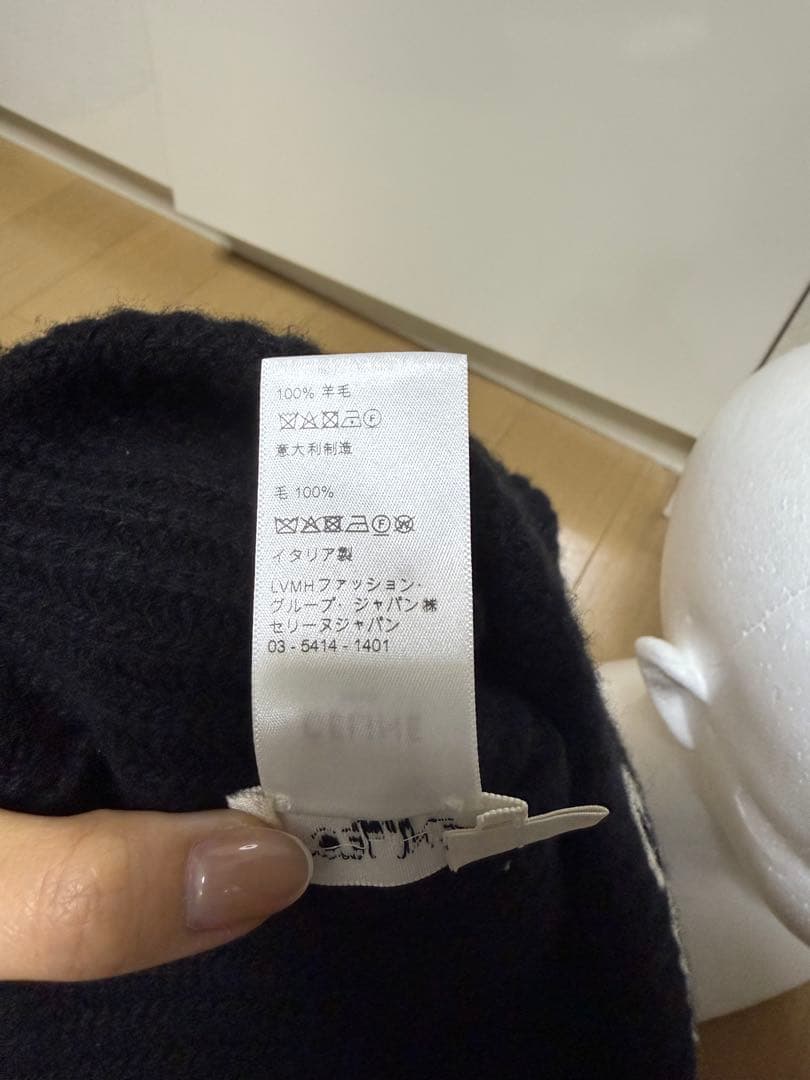 100% 羊毛
意大利制造
毛 100%
イタリア製
LVMHファッション・
グループ・ジャパン㈱
セリーヌジャパン
03 - 5414 - 1401